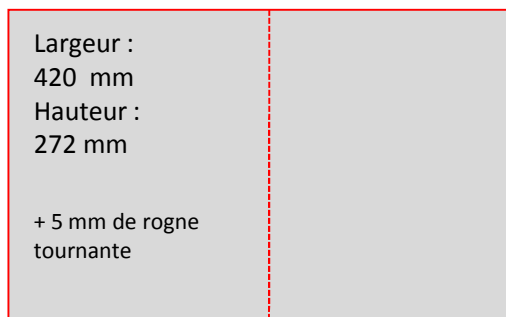 Largeur :
420  mm
Hauteur :
272 mm
+ 5 mm de rogne
tournante